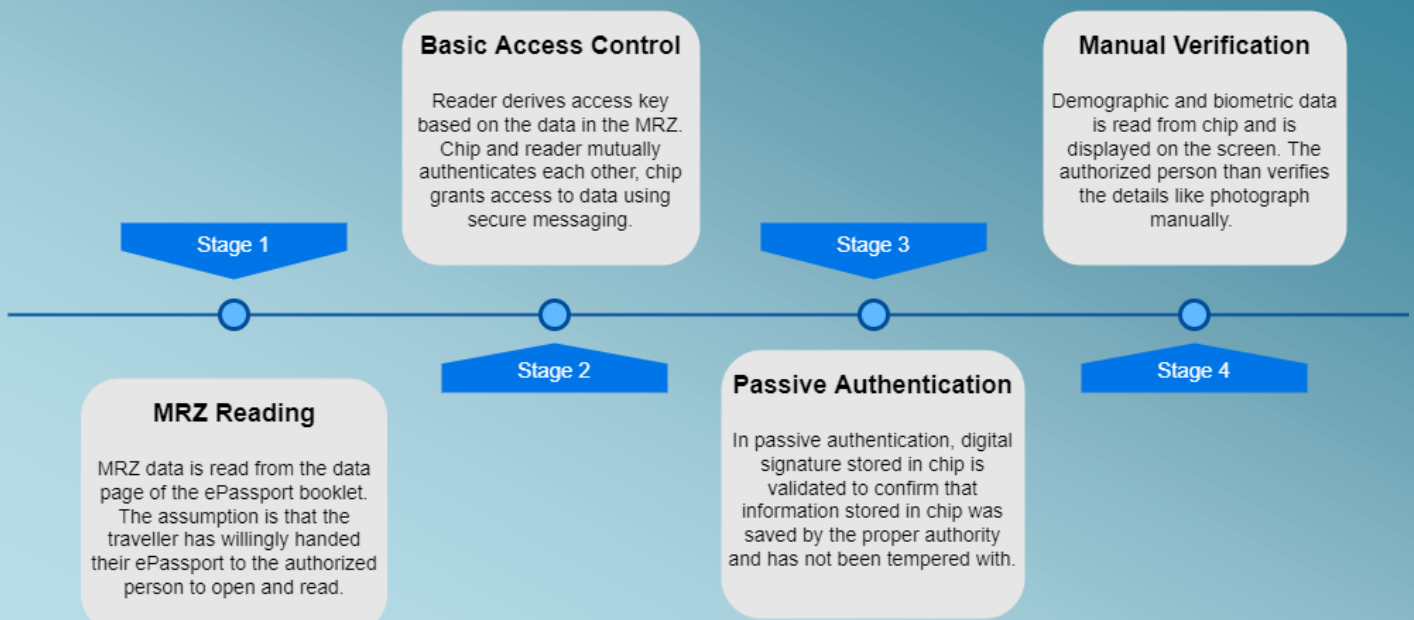 Stage 1
MRZ Reading
MRZ data is read from the data
page of the ePassport booklet.
The assumption is that the
traveller has willingly handed
their ePassport to the authorized
person to open and read.
Basic Access Control
Reader derives access key
based on the data in the MRZ.
Chip and reader mutually
authenticates each other, chip
grants access to data using
secure messaging.
Stage 2
Stage 3
Passive Authentication
In passive authentication, digital
signature stored in chip is
validated to confirm that
information stored in chip was
saved by the proper authority
and has not been tempered with.
Manual Verification
Demographic and biometric data
is read from chip and is
displayed on the screen. The
authorized person than verifies
the details like photograph
manually.
Stage 4